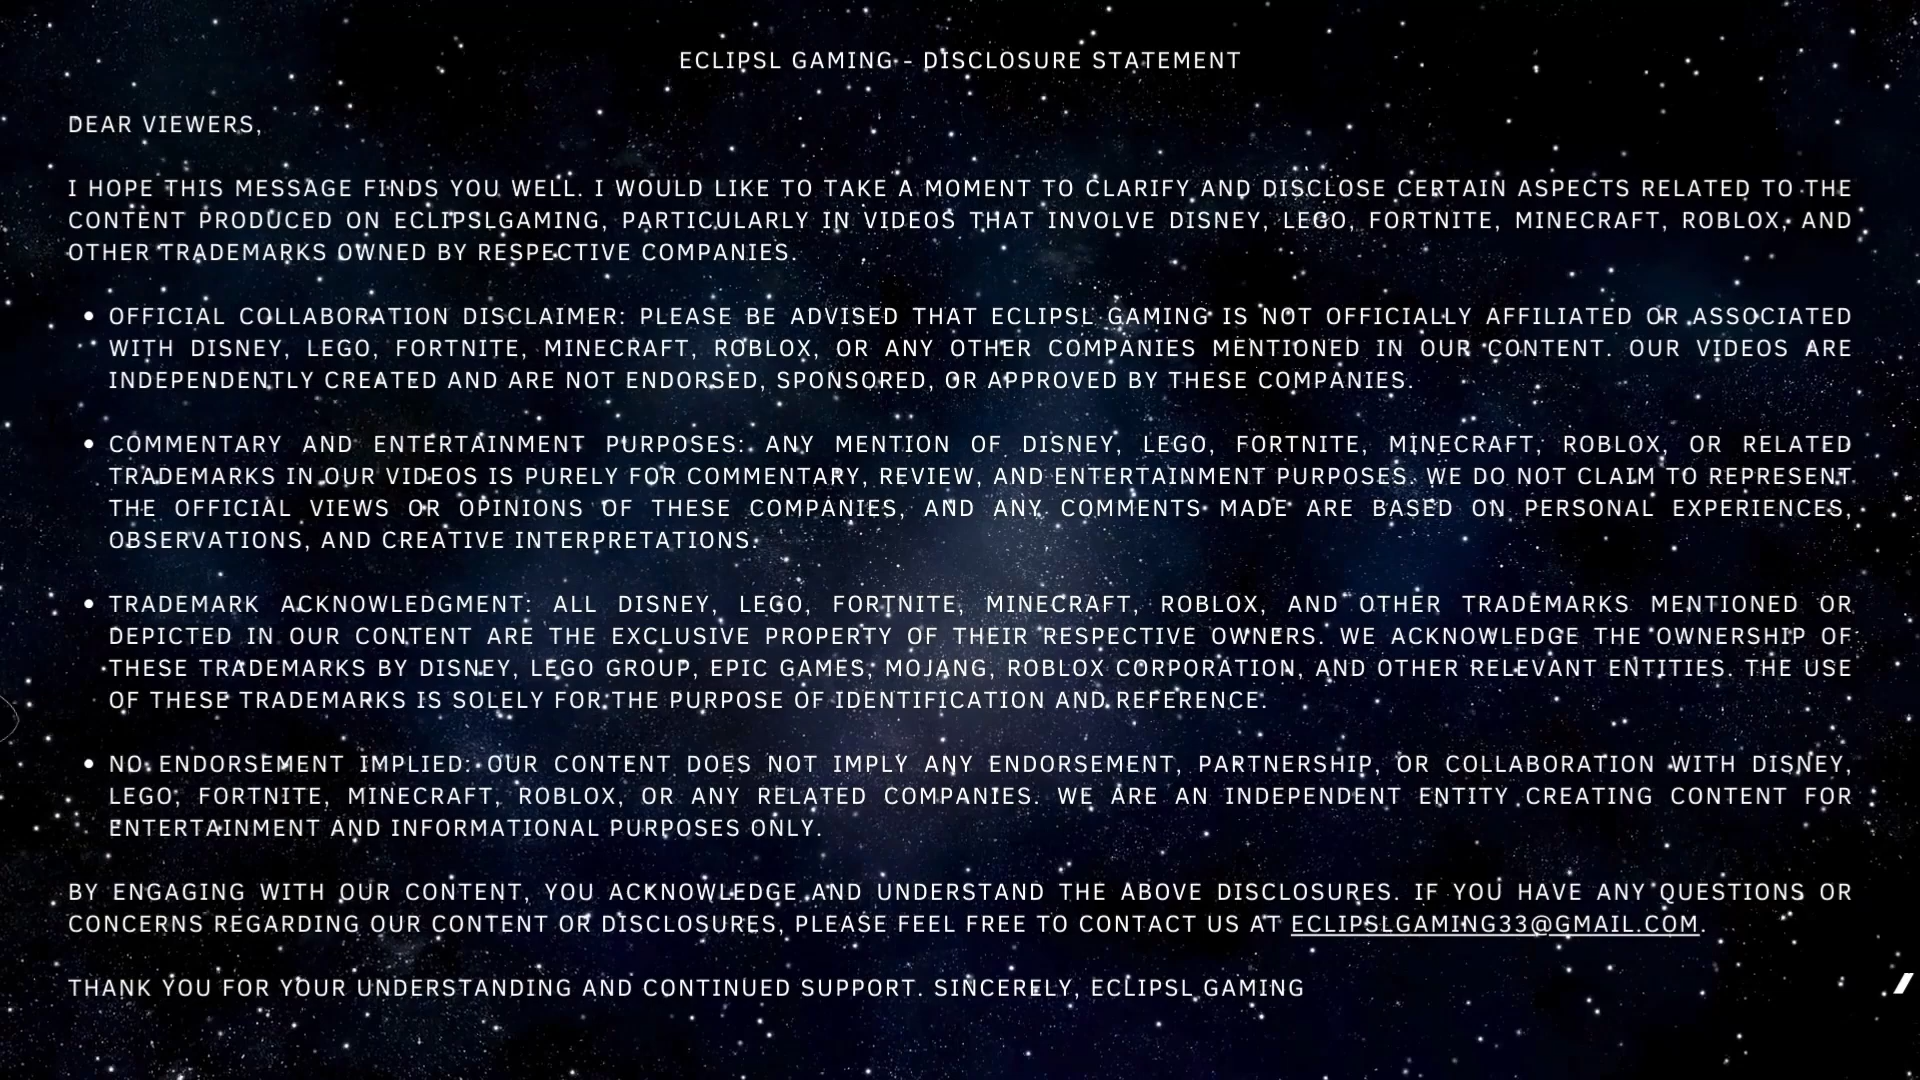 ECLIPSL GAMING - DISCLOSURE STATEMENT
DEAR VIEWERS,
I HOPE THIS MESSAGE FINDS YOU WELL. I WOULD LIKE TO TAKE A MOMENT TO CLARIFY AND DISCLOSE CERTAIN ASPECTS RELATED TO THE
CONTENT PRODUCED ON ECLIPSLGAMING, PARTICULARLY IN VIDEOS THAT INVOLVE DISNEY, LEGO, FORTNITE, MINECRAFT, ROBLOX, AND
OTHER TRADEMARKS OWNED BY RESPECTIVE COMPANIES.
• OFFICIAL COLLABORATION DISCLAIMER: PLEASE BE ADVISED THAT ECLIPSL GAMING IS NOT OFFICIALLY AFFILIATED OR ASSOCIATED
WITH DISNEY, LEGO, FORTNITE, MINECRAFT, ROBLOX, OR ANY OTHER COMPANIES MENTIONED IN OUR CONTENT. OUR VIDEOS ARE
INDEPENDENTLY CREATED AND ARE NOT ENDORSED, SPONSORED, OR APPROVED BY THESE COMPANIES.
• COMMENTARY AND ENTERTAINMENT PURPOSES: ANY MENTION OF DISNEY, LEGO, FORTNITE, MINECRAFT, ROBLOX, OR RELATED
TRADEMARKS IN OUR VIDEOS IS PURELY FOR COMMENTARY, REVIEW, AND ENTERTAINMENT PURPOSES. WE DO NOT CLAIM TO REPRESENT
THE OFFICIAL VIEWS OR OPINIONS OF THESE COMPANIES, AND ANY COMMENTS MADE ARE BASED ON PERSONAL EXPERIENCES,
OBSERVATIONS, AND CREATIVE INTERPRETATIONS.
• TRADEMARK ACKNOWLEDGMENT: ALL DISNEY, LEGO, FORTNITE, MINECRAFT, ROBLOX, AND OTHER TRADEMARKS MENTIONED OR
DEPICTED IN OUR CONTENT ARE THE EXCLUSIVE PROPERTY OF THEIR RESPECTIVE OWNERS. WE ACKNOWLEDGE THE OWNERSHIP OF
THESE TRADEMARKS BY DISNEY, LEGO GROUP, EPIC GAMES, MOJANG, ROBLOX CORPORATION, AND OTHER RELEVANT ENTITIES. THE USE
OF THESE TRADEMARKS IS SOLELY FOR THE PURPOSE OF IDENTIFICATION AND REFERENCE.
• NO ENDORSEMENT IMPLIED: OUR CONTENT DOES NOT IMPLY ANY ENDORSEMENT, PARTNERSHIP, OR COLLABORATION WITH DISNEY,
LEGO, FORTNITE, MINECRAFT, ROBLOX, OR ANY RELATED COMPANIES. WE ARE AN INDEPENDENT ENTITY CREATING CONTENT FOR
ENTERTAINMENT AND INFORMATIONAL PURPOSES ONLY.
BY ENGAGING WITH OUR CONTENT, YOU ACKNOWLEDGE AND UNDERSTAND THE ABOVE DISCLOSURES. IF YOU HAVE ANY QUESTIONS OR
CONCERNS REGARDING OUR CONTENT OR DISCLOSURES, PLEASE FEEL FREE TO CONTACT US AT ECLIPSLGAMING33@GMAIL.COM.
THANK YOU FOR YOUR UNDERSTANDING AND CONTINUED SUPPORT. SINCERELY, ECLIPSL GAMING